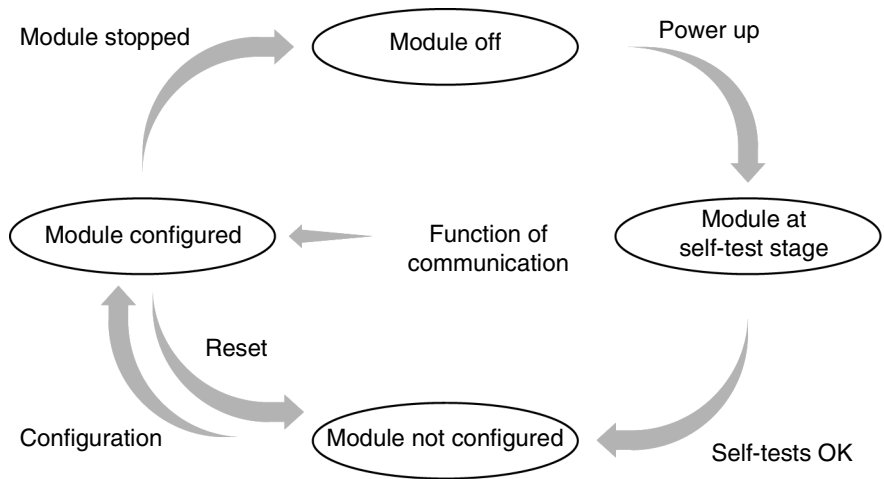 Module stopped
Module off
Power up
Module configured
Function of
communication
Module at
self-test stage
Reset
Configuration
Module not configured
Self-tests OK